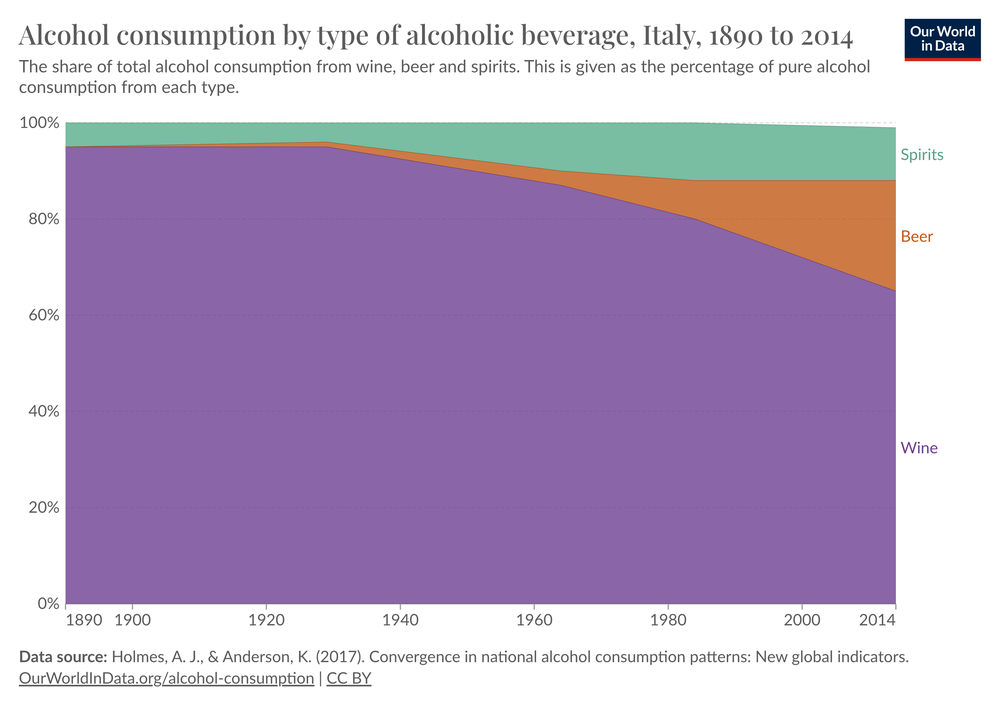 Alcohol consumption by type of alcoholic beverage, Italy, 1890 to 2014
Our World
in Data
The share of total alcohol consumption from wine, beer and spirits. This is given as the percentage of pure alcohol
consumption from each type.
100%
80%
60%
40%
20%
0%
Spirits
Beer
Wine
1890 1900 1920 1940 1960 1980 2000 2014
Data source: Holmes, A. J., & Anderson, K. (2017). Convergence in national alcohol consumption patterns: New global indicators.
OurWorldInData.org/alcohol-consumption | CC BY